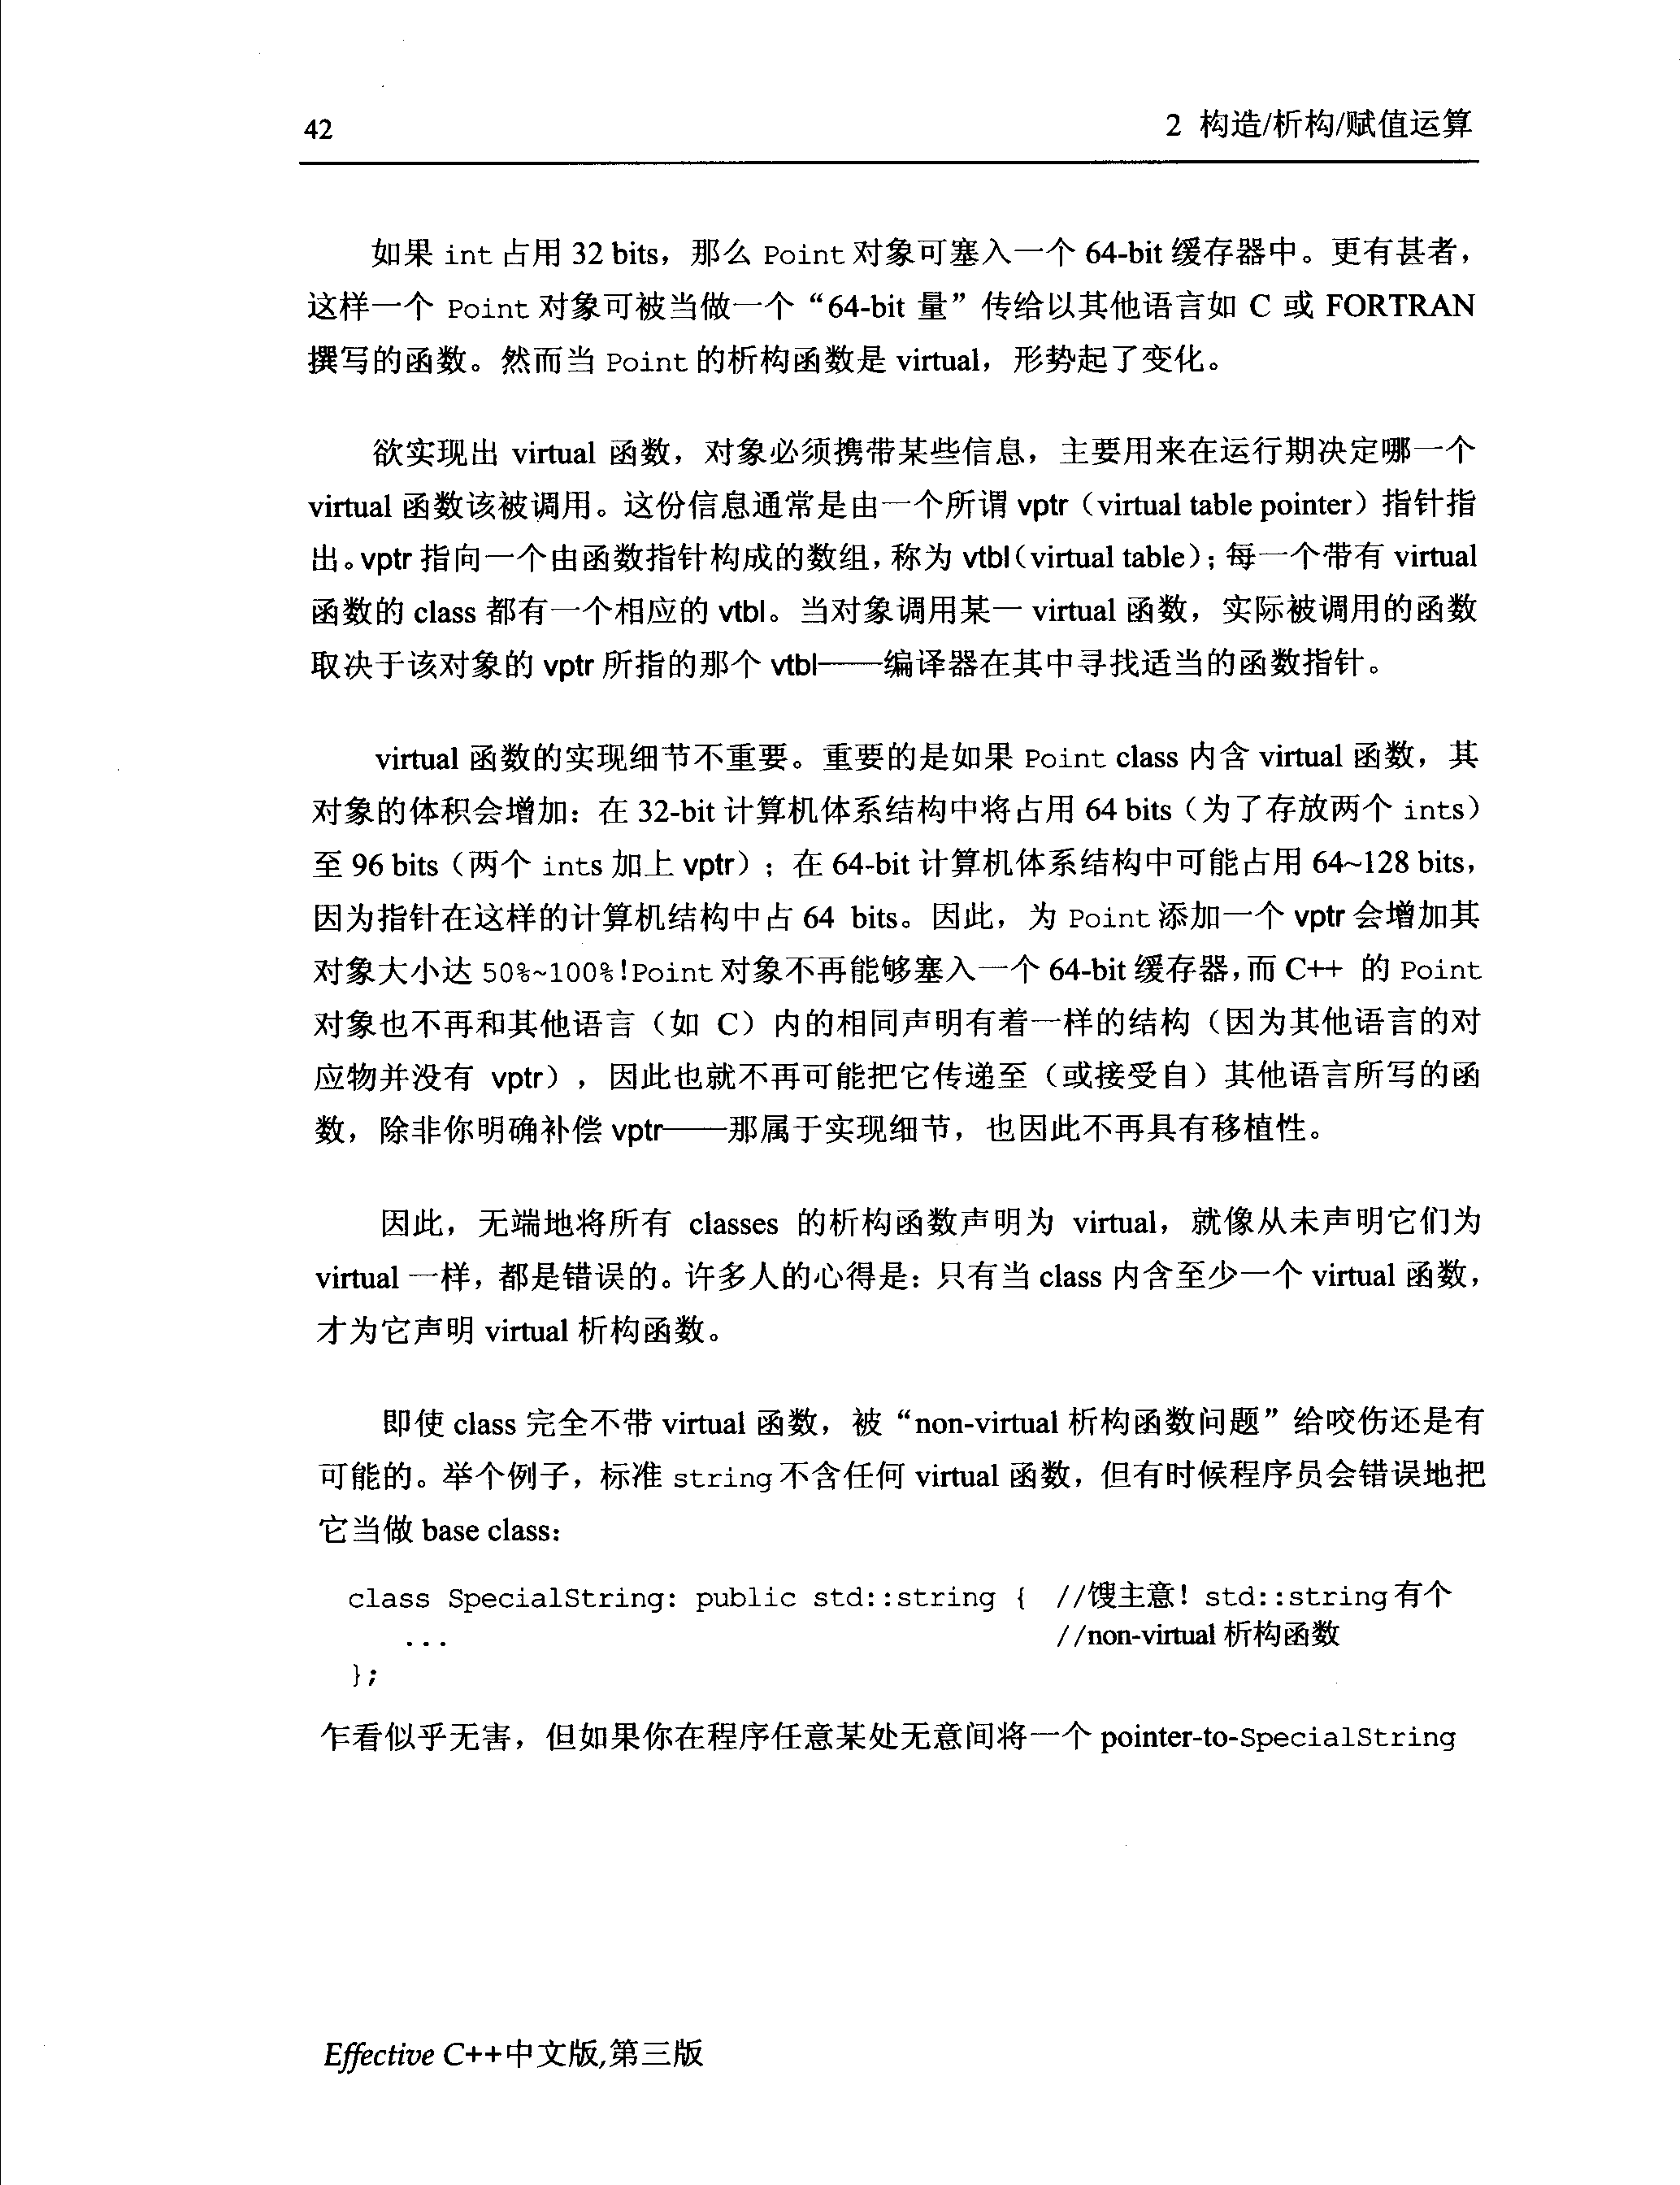 42
2 构造/析构/赋值运算
如果 int 占用 32 bits，那么 Point 对象可塞入一个 64-bit 缓存器中。更有甚者，
这样一个 Point 对象可被当做一个“64-bit 量”传给以其他语言如 C 或 FORTRAN
撰写的函数。然而当 Point 的析构函数是 virtual，形势起了变化。
欲实现出 virtual 函数，对象必须携带某些信息，主要用来在运行期决定哪一个
virtual 函数该被调用。这份信息通常是由一个所谓 vptr（virtual table pointer）指针指
出。vptr 指向一个由函数指针构成的数组，称为 vtbl（virtual table）；每一个带有 virtual
函数的 class 都有一个相应的 vtbl。当对象调用某一 virtual 函数，实际被调用的函数
取决于该对象的 vptr 所指的那个 vtbl——编译器在其中寻找适当的函数指针。
virtual 函数的实现细节不重要。重要的是如果 Point class 内含 virtual 函数，其
对象的体积会增加：在 32-bit 计算机体系结构中将占用 64 bits（为了存放两个 ints）
至 96 bits（两个 ints 加上 vptr）；在 64-bit 计算机体系结构中可能占用 64~128 bits，
因为指针在这样的计算机结构中占 64 bits。因此，为 Point 添加一个 vptr 会增加其
对象大小达 50%~100%!Point 对象不再能够塞入一个 64-bit 缓存器，而 C++ 的 Point
对象也不再和其他语言（如 C）内的相同声明有着一样的结构（因为其他语言的对
应物并没有 vptr），因此也就不再可能把它传递至（或接受自）其他语言所写的函
数，除非你明确补偿 vptr——那属于实现细节，也因此不再具有移植性。
因此，无端地将所有 classes 的析构函数声明为 virtual，就像从未声明它们为
virtual 一样，都是错误的。许多人的心得是：只有当 class 内含至少一个 virtual 函数，
才为它声明 virtual 析构函数。
即使 class 完全不带 virtual 函数，被“non-virtual 析构函数问题”给咬伤还是有
可能的。举个例子，标准 string 不含任何 virtual 函数，但有时候程序员会错误地把
它当做 base class：
class SpecialString: public std::string { //馊主意！std::string有个
... //non-virtual 析构函数
};
乍看似乎无害，但如果你在程序任意某处无意间将一个 pointer-to-SpecialString
Effective C++中文版,第三版